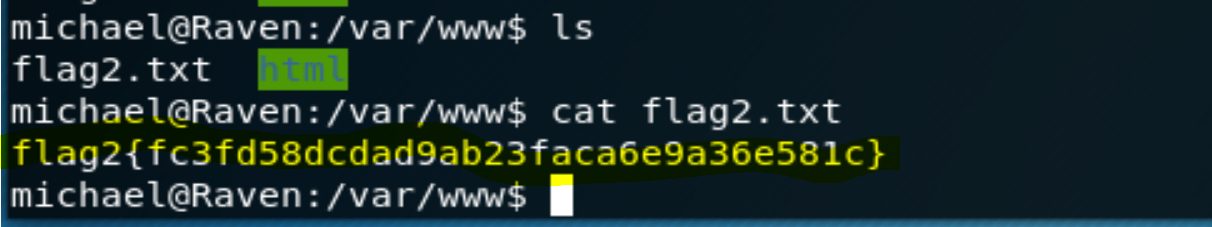 michael@Raven:/var/www$ ls
flag2.txt  html
michael@Raven:/var/www$ cat flag2.txt
flag2{fc3fd58dcdad9ab23faca6e9a36e581c}
michael@Raven:/var/www$